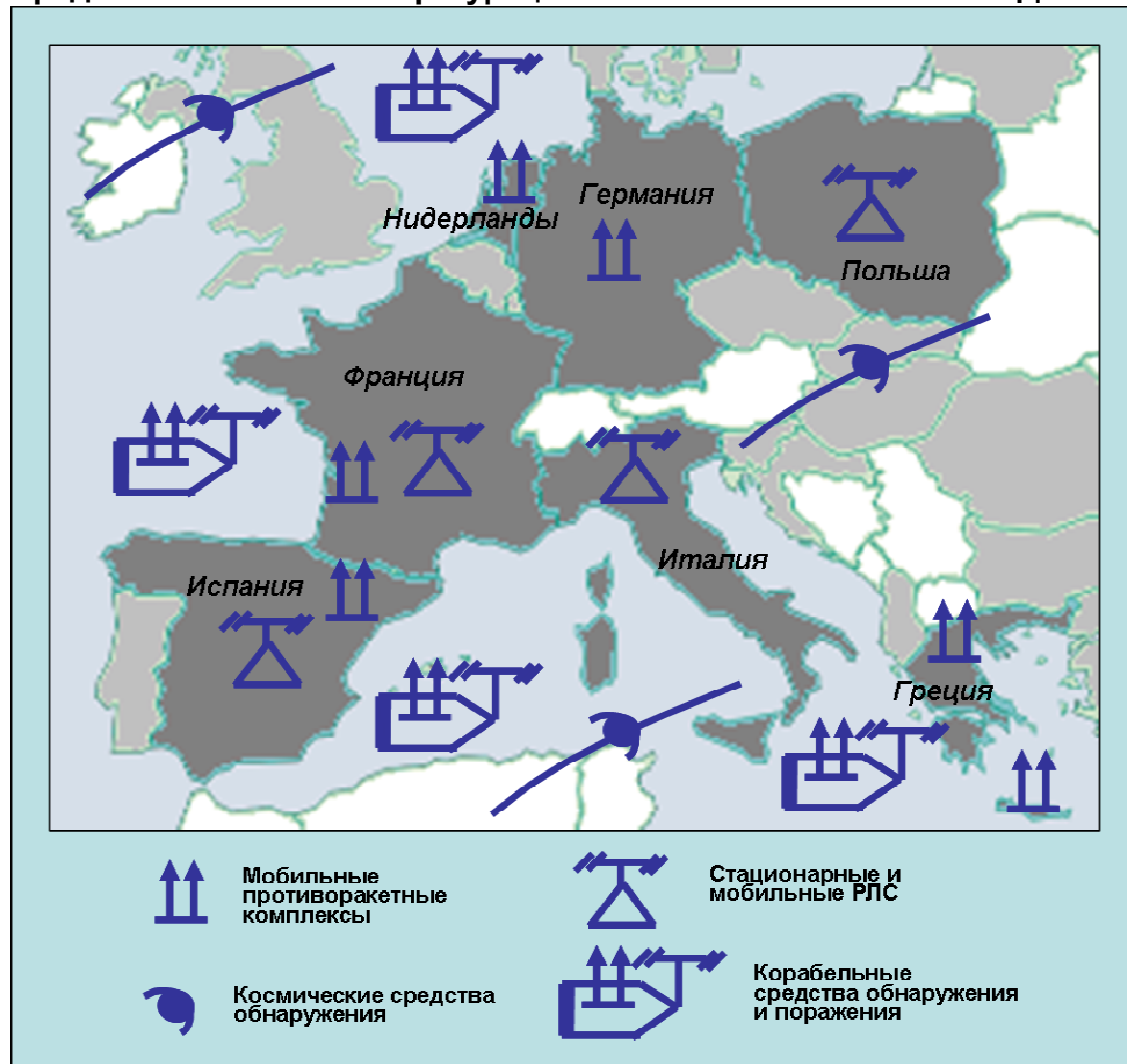 Германия
Нидерланды
Польша
Франция
Испания
Италия
Греция
Мобильные
противоракетные
комплексы
Стационарные и
мобильные РЛС
Космические средства
обнаружения
Корабельные
средства обнаружения
и поражения